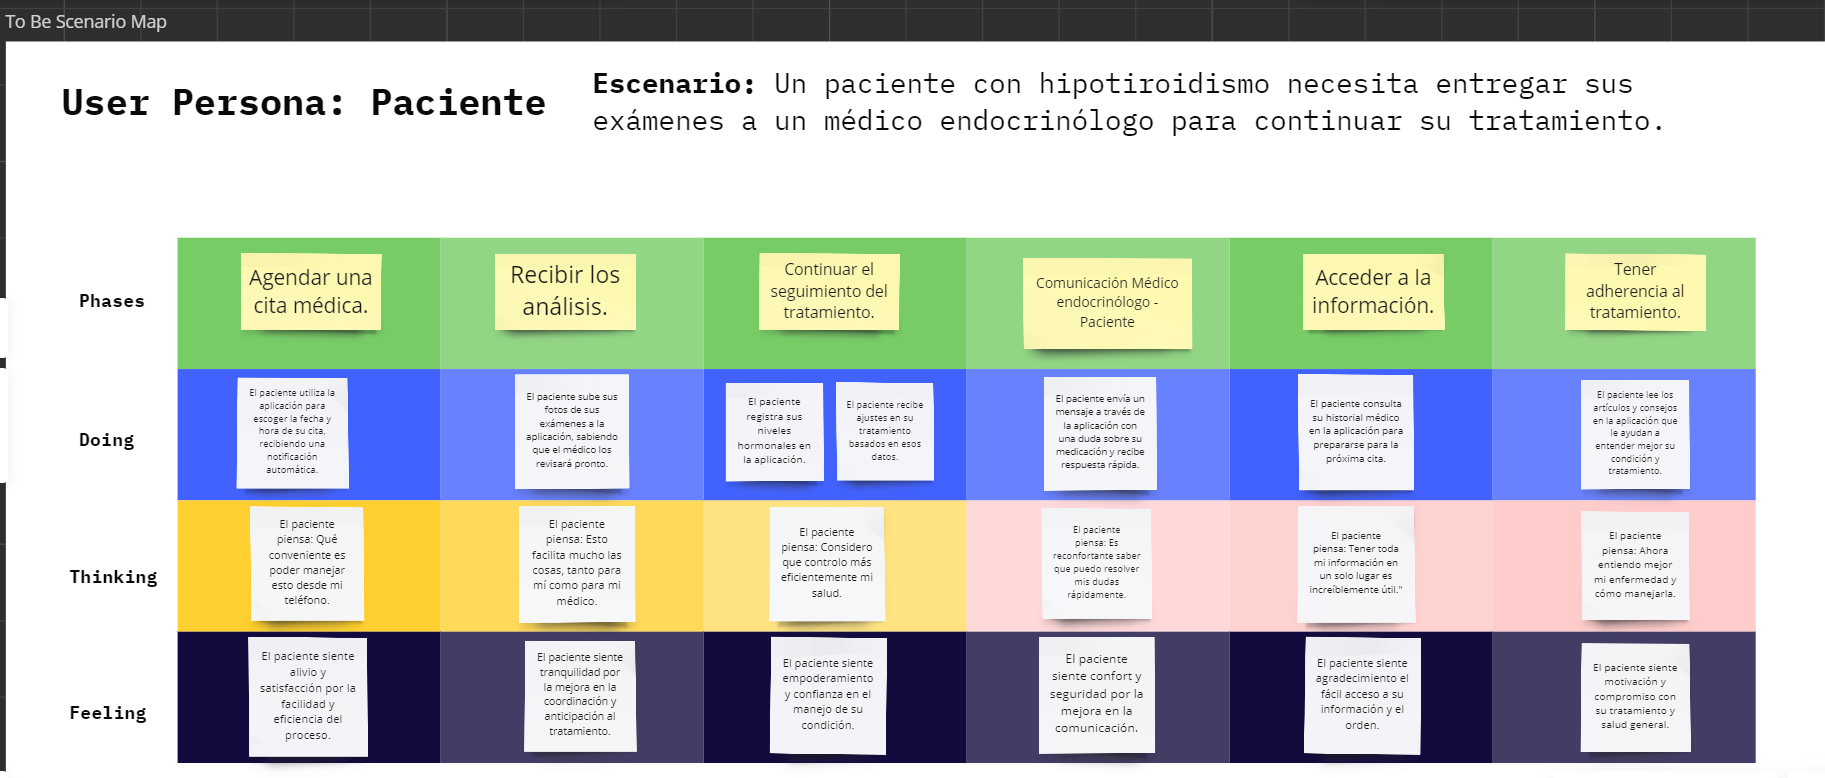 To Be Scenario Map
User Persona: Paciente
Escenario: Un paciente con hipotiroidismo necesita entregar sus
exámenes a un médico endocrinólogo para continuar su tratamiento.
Phases
Agendar una
cita médica.
Recibir los
análisis.
Continuar el
seguimiento del
tratamiento.
Comunicación Médico
endocrinólogo -
Paciente
Acceder a la
información.
Tener
adherencia al
tratamiento.
Doing
El paciente utiliza la
aplicación para
escoger la fecha y
hora de su cita,
recibiendo una
notificación
automática.
El paciente sube sus
fotos de sus
exámenes a la
aplicación, sabiendo
que el médico los
revisará pronto.
El paciente
registra sus
niveles
hormonales en
la aplicación.
El paciente recibe
ajustes en su
tratamiento
basados en esos
datos.
El paciente envía un
mensaje a través de
la aplicación con
una duda sobre su
medicación y recibe
respuesta rápida.
El paciente consulta
su historial médico
en la aplicación para
prepararse para la
próxima cita.
El paciente lee los
artículos y consejos
en la aplicación que
le ayudan a
entender mejor su
condición y
tratamiento.
Thinking
El paciente
piensa: Qué
conveniente es
poder manejar
esto desde mi
teléfono.
El paciente
piensa: Esto
facilita mucho las
cosas, tanto para
mí como para mi
médico.
El paciente
piensa: Considero
que controlo más
eficientemente mi
salud.
El paciente
piensa: Es
reconfortante saber
que puedo resolver
mis dudas
rápidamente.
El paciente
piensa: Tener toda
mi información en
un solo lugar es
increíblemente útil."
El paciente
piensa: Ahora
entiendo mejor
mi enfermedad y
cómo manejarla.
Feeling
El paciente siente
alivio y
satisfacción por la
facilidad y
eficiencia del
proceso.
El paciente siente
tranquilidad por
la mejora en la
coordinación y
anticipación al
tratamiento.
El paciente siente
empoderamiento
y confianza en el
manejo de su
condición.
El paciente
siente confort y
seguridad por la
mejora en la
comunicación.
El paciente siente
agradecimiento el
fácil acceso a su
información y el
orden.
El paciente siente
motivación y
compromiso con
su tratamiento y
salud general.